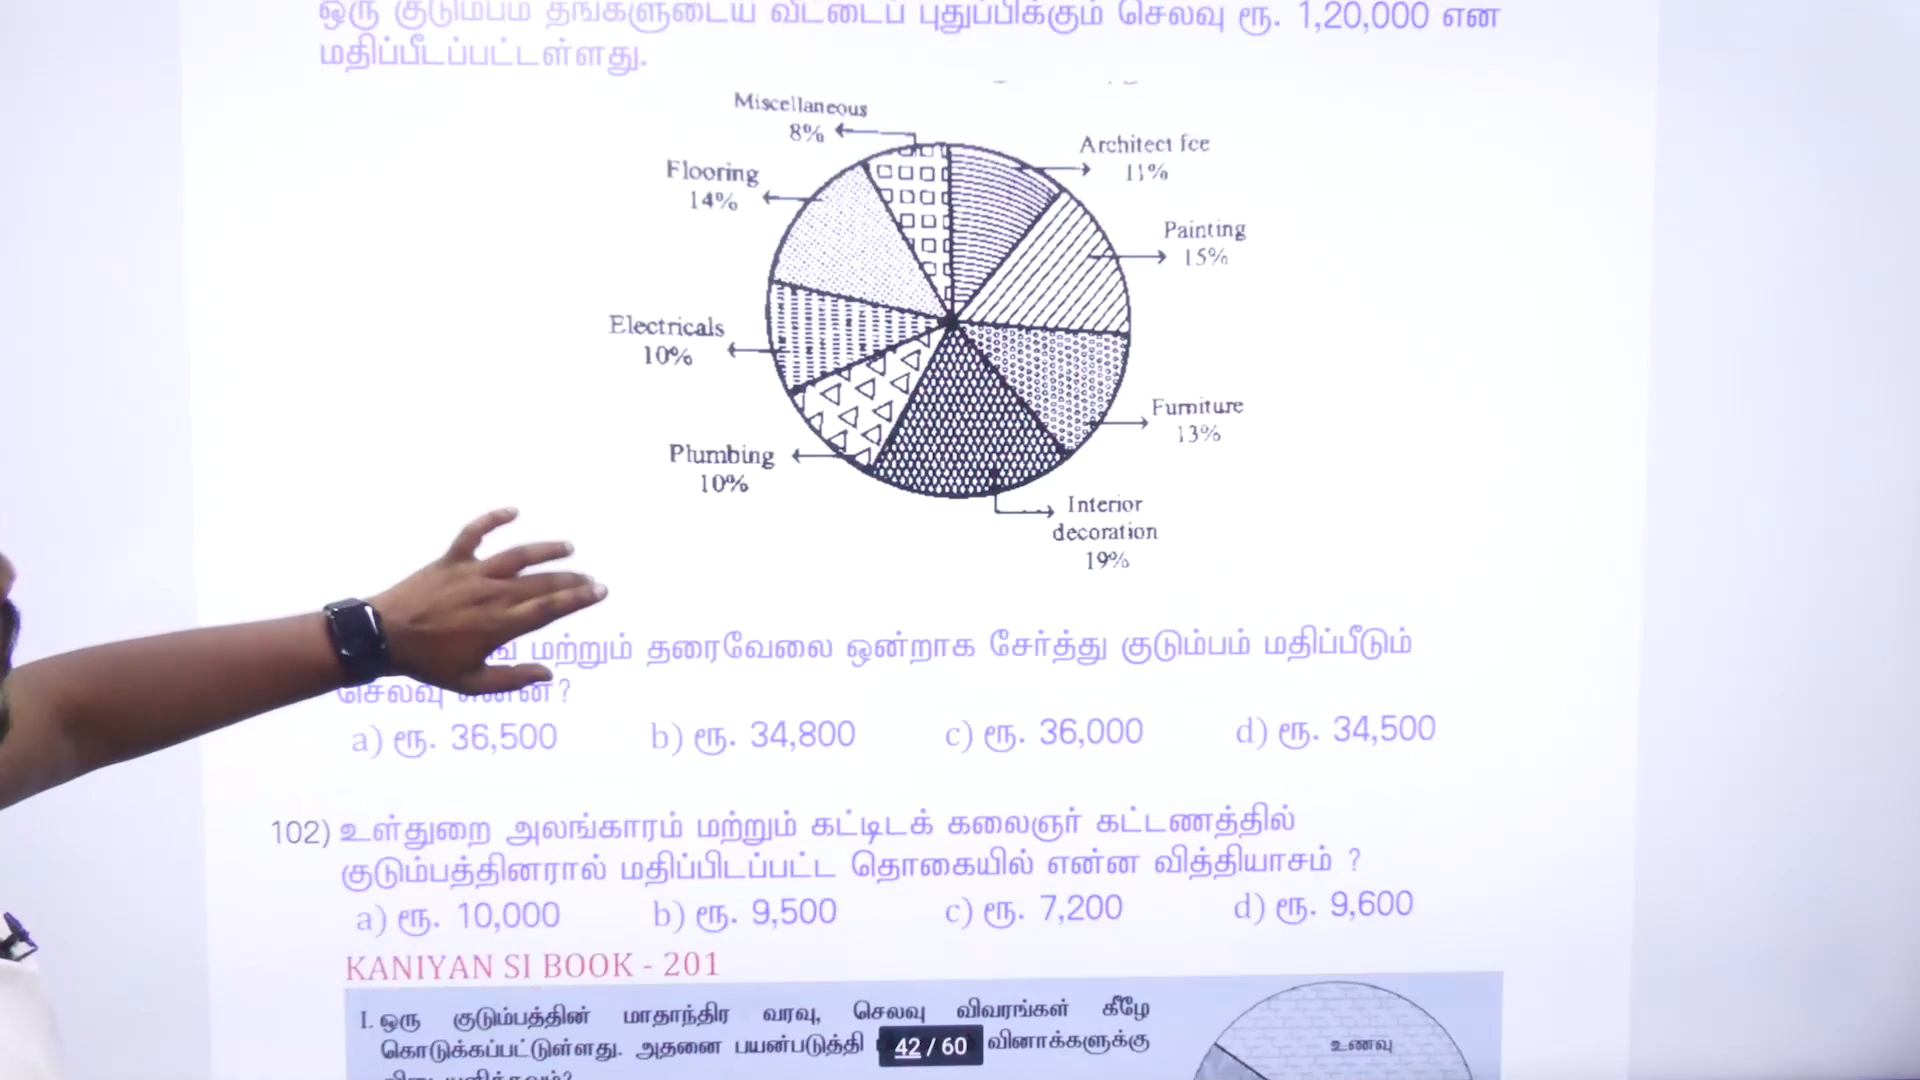 ஒரு குடும்பம் தங்களுடைய வீட்டைப் புதுப்பிக்கும் செலவு ரூ. 1,20,000 என
மதிப்பீடப்பட்டள்ளது.
Miscellaneous
8%
Architect fee
11%
Flooring
14%
Painting
15%
Electricals
10%
Furniture
13%
Plumbing
10%
Interior
decoration
19%
மற்றும் தரைவேலை ஒன்றாக சேர்த்து குடும்பம் மதிப்பீடும்
செலவு என்ன?
a) ரூ. 36,500 b) ரூ. 34,800 c) ரூ. 36,000 d) ரூ. 34,500
102) உள்துறை அலங்காரம் மற்றும் கட்டிடக் கலைஞர் கட்டணத்தில்
குடும்பத்தினரால் மதிப்பிடப்பட்ட தொகையில் என்ன வித்தியாசம் ?
a) ரூ. 10,000 b) ரூ. 9,500 c) ரூ. 7,200 d) ரூ. 9,600
KANIYAN SI BOOK - 201
I. ஒரு குடும்பத்தின் மாதாந்திர வரவு, செலவு விவரங்கள் கீழே
கொடுக்கப்பட்டுள்ளது. அதனை பயன்படுத்தி வினாக்களுக்கு
42 / 60
உணவு